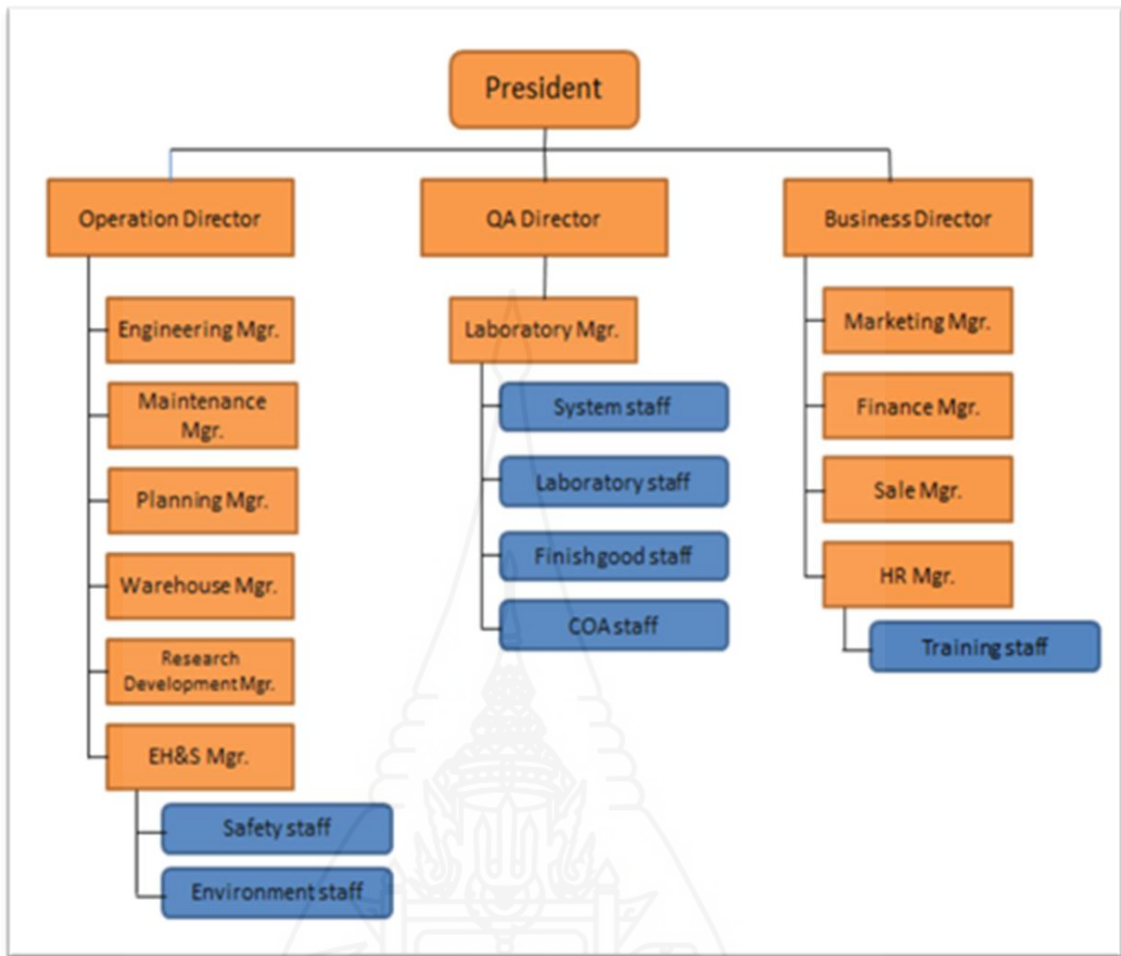 President
Operation Director
QA Director
Business Director
Engineering Mgr.
Maintenance
Mgr.
Planning Mgr.
Warehouse Mgr.
Research
Development Mgr.
EH&S Mgr.
Safety staff
Environment staff
Laboratory Mgr.
System staff
Laboratory staff
Finish good staff
COA staff
Marketing Mgr.
Finance Mgr.
Sale Mgr.
HR Mgr.
Training staff